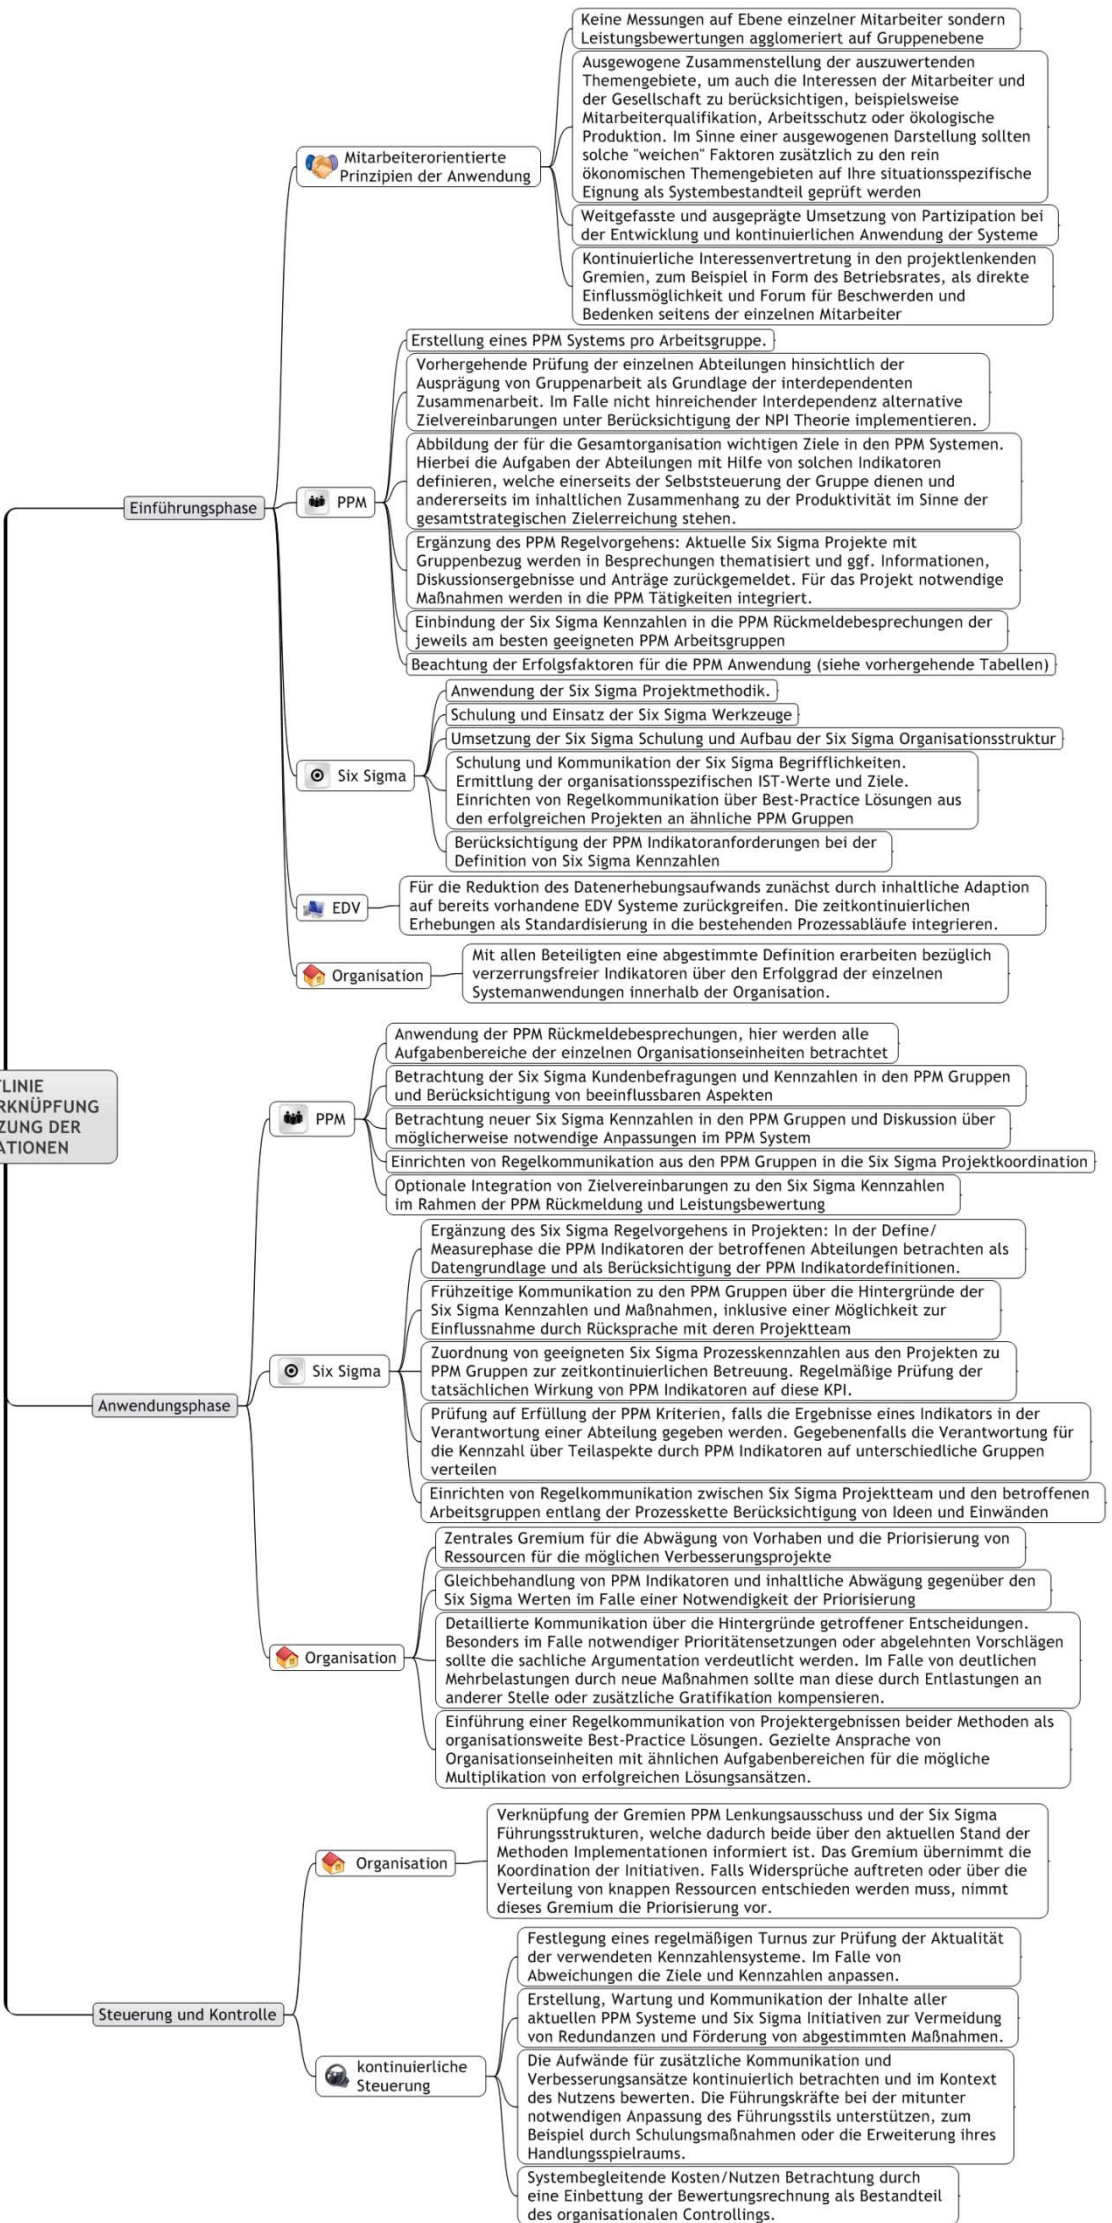 Keine Messungen auf Ebene einzelner Mitarbeiter sondern
Leistungsbewertungen agglomeriert auf Gruppenebene
Ausgewogene Zusammenstellung der auszuwertenden
Themengebiete, um auch die Interessen der Mitarbeiter und
der Gesellschaft zu berücksichtigen, beispielsweise
Mitarbeiterqualifikation, Arbeitsschutz oder ökologische
Produktion. Im Sinne einer ausgewogenen Darstellung sollten
solche "weichen" Faktoren zusätzlich zu den rein
ökonomischen Themengebieten auf Ihre situationsspezifische
Eignung als Systembestandteil geprüft werden
Mitarbeiterorientierte
Prinzipien der Anwendung
Weitgefasste und ausgeprägte Umsetzung von Partizipation bei
der Entwicklung und kontinuierlichen Anwendung der Systeme
Kontinuierliche Interessenvertretung in den projektlenkenden
Gremien, zum Beispiel in Form des Betriebsrates, als direkte
Einflussmöglichkeit und Forum für Beschwerden und
Bedenken seitens der einzelnen Mitarbeiter
Erstellung eines PPM Systems pro Arbeitsgruppe.
Vorhergehende Prüfung der einzelnen Abteilungen hinsichtlich der
Ausprägung von Gruppenarbeit als Grundlage der interdependenten
Zusammenarbeit. Im Falle nicht hinreichender Interdependenz alternative
Zielvereinbarungen unter Berücksichtigung der NPI Theorie implementieren.
Abbildung der für die Gesamtorganisation wichtigen Ziele in den PPM Systemen.
Hierbei die Aufgaben der Abteilungen mit Hilfe von solchen Indikatoren
definieren, welche einerseits der Selbststeuerung der Gruppe dienen und
andererseits im inhaltlichen Zusammenhang zu der Produktivität im Sinne der
gesamtstrategischen Zielerreichung stehen.
Einführungsphase
PPM
Ergänzung des PPM Regelvorgehens: Aktuelle Six Sigma Projekte mit
Gruppenbezug werden in Besprechungen thematisiert und ggf. Informationen,
Diskussionsergebnisse und Anträge zurückgemeldet. Für das Projekt notwendige
Maßnahmen werden in die PPM Tätigkeiten integriert.
Einbindung der Six Sigma Kennzahlen in die PPM Rückmeldebesprechungen der
jeweils am besten geeigneten PPM Arbeitsgruppen
Beachtung der Erfolgsfaktoren für die PPM Anwendung (siehe vorhergehende Tabellen)
Anwendung der Six Sigma Projektmethodik.
Schulung und Einsatz der Six Sigma Werkzeuge
Umsetzung der Six Sigma Schulung und Aufbau der Six Sigma Organisationsstruktur
Six Sigma
Schulung und Kommunikation der Six Sigma Begrifflichkeiten.
Ermittlung der organisationsspezifischen IST-Werte und Ziele.
Einrichten von Regelkommunikation über Best-Practice Lösungen aus
den erfolgreichen Projekten an ähnliche PPM Gruppen
Berücksichtigung der PPM Indikatoranforderungen bei der
Definition von Six Sigma Kennzahlen
EDV
Für die Reduktion des Datenerhebungsaufwands zunächst durch inhaltliche Adaption
auf bereits vorhandene EDV Systeme zurückgreifen. Die zeitkontinuierlichen
Erhebungen als Standardisierung in die bestehenden Prozessabläufe integrieren.
Organisation
Mit allen Beteiligten eine abgestimmte Definition erarbeiten bezüglich
verzerrungsfreier Indikatoren über den Erfolggrad der einzelnen
Systemanwendungen innerhalb der Organisation.
LINIE
RKNÜPFUNG
ZUNG DER
ATIONEN
Anwendung der PPM Rückmeldebesprechungen, hier werden alle
Aufgabenbereiche der einzelnen Organisationseinheiten betrachtet
Betrachtung der Six Sigma Kundenbefragungen und Kennzahlen in den PPM Gruppen
und Berücksichtigung von beeinflussbaren Aspekten
PPM
Betrachtung neuer Six Sigma Kennzahlen in den PPM Gruppen und Diskussion über
möglicherweise notwendige Anpassungen im PPM System
Einrichten von Regelkommunikation aus den PPM Gruppen in die Six Sigma Projektkoordination
Optionale Integration von Zielvereinbarungen zu den Six Sigma Kennzahlen
im Rahmen der PPM Rückmeldung und Leistungsbewertung
Ergänzung des Six Sigma Regelvorgehens in Projekten: In der Define/
Measurephase die PPM Indikatoren der betroffenen Abteilungen betrachten als
Datengrundlage und als Berücksichtigung der PPM Indikatordefinitionen.
Frühzeitige Kommunikation zu den PPM Gruppen über die Hintergründe der
Six Sigma Kennzahlen und Maßnahmen, inklusive einer Möglichkeit zur
Einflussnahme durch Rücksprache mit deren Projektteam
Anwendungsphase
Six Sigma
Zuordnung von geeigneten Six Sigma Prozesskennzahlen aus den Projekten zu
PPM Gruppen zur zeitkontinuierlichen Betreuung. Regelmäßige Prüfung der
tatsächlichen Wirkung von PPM Indikatoren auf diese KPI.
Prüfung auf Erfüllung der PPM Kriterien, falls die Ergebnisse eines Indikators in der
Verantwortung einer Abteilung gegeben werden. Gegebenenfalls die Verantwortung für
die Kennzahl über Teilaspekte durch PPM Indikatoren auf unterschiedliche Gruppen
verteilen
Einrichten von Regelkommunikation zwischen Six Sigma Projektteam und den betroffenen
Arbeitsgruppen entlang der Prozesskette Berücksichtigung von Ideen und Einwänden
Zentrales Gremium für die Abwägung von Vorhaben und die Priorisierung von
Ressourcen für die möglichen Verbesserungsprojekte
Gleichbehandlung von PPM Indikatoren und inhaltliche Abwägung gegenüber den
Six Sigma Werten im Falle einer Notwendigkeit der Priorisierung
Organisation
Detaillierte Kommunikation über die Hintergründe getroffener Entscheidungen.
Besonders im Falle notwendiger Prioritätensetzungen oder abgelehnten Vorschlägen
sollte die sachliche Argumentation verdeutlicht werden. Im Falle von deutlichen
Mehrbelastungen durch neue Maßnahmen sollte man diese durch Entlastungen an
anderer Stelle oder zusätzliche Gratifikation kompensieren.
Einführung einer Regelkommunikation von Projektergebnissen beider Methoden als
organisationsweite Best-Practice Lösungen. Gezielte Ansprache von
Organisationseinheiten mit ähnlichen Aufgabenbereichen für die mögliche
Multiplikation von erfolgreichen Lösungsansätzen.
Organisation
Verknüpfung der Gremien PPM Lenkungsausschuss und der Six Sigma
Führungsstrukturen, welche dadurch beide über den aktuellen Stand der
Methoden Implementationen informiert ist. Das Gremium übernimmt die
Koordination der Initiativen. Falls Widersprüche auftreten oder über die
Verteilung von knappen Ressourcen entschieden werden muss, nimmt
dieses Gremium die Priorisierung vor.
Steuerung und Kontrolle
Festlegung eines regelmäßigen Turnus zur Prüfung der Aktualität
der verwendeten Kennzahlensysteme. Im Falle von
Abweichungen die Ziele und Kennzahlen anpassen.
Erstellung, Wartung und Kommunikation der Inhalte aller
aktuellen PPM Systeme und Six Sigma Initiativen zur Vermeidung
von Redundanzen und Förderung von abgestimmten Maßnahmen.
kontinuierliche
Steuerung
Die Aufwände für zusätzliche Kommunikation und
Verbesserungsansätze kontinuierlich betrachten und im Kontext
des Nutzens bewerten. Die Führungskräfte bei der mitunter
notwendigen Anpassung des Führungsstils unterstützen, zum
Beispiel durch Schulungsmaßnahmen oder die Erweiterung ihres
Handlungsspielraums.
Systembegleitende Kosten/Nutzen Betrachtung durch
eine Einbettung der Bewertungsrechnung als Bestandteil
des organisationalen Controllings.